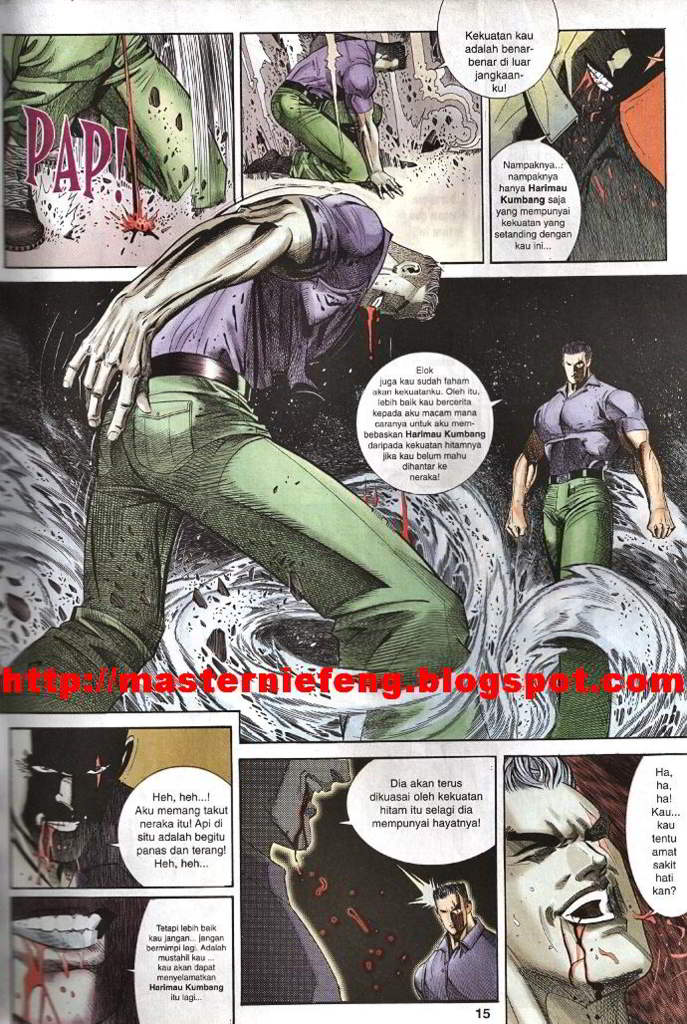 PAP!
Kekuatan kau
adalah benar-
benar di luar
jangkaan-
ku!
Nampaknya..:
nampaknya
hanya Harimau
Kumbang saja
yang mempunyai
kekuatan yang
setanding dengan
kau ini...
Elok
juga kau sudah faham
akan kekuatanku. Oleh itu,
lebih baik kau bercerita
kepada aku macam mana
caranya untuk aku mem-
bebaskan Harimau Kumbang
daripada kekuatan hitamnya
jika kau belum mahu
dihantar ke
neraka!
http://masterniefeng.blogspot.com
Heh, heh...!
Aku memang takut
neraka itu! Api di
situ adalah begitu
panas dan terang!
Heh, heh...
Tetapi lebih baik
kau jangan... jangan
bermimpi lagi. Adalah
mustahil kau ...
kau akan dapat
menyelamatkan
Harimau Kumbang
itu lagi...
Dia akan terus
dikuasai oleh kekuatan
hitam itu selagi dia
mempunyai hayatnya!
Ha,
ha,
ha!
Kau...
kau
tentu
amat
sakit
hati
kan?
15